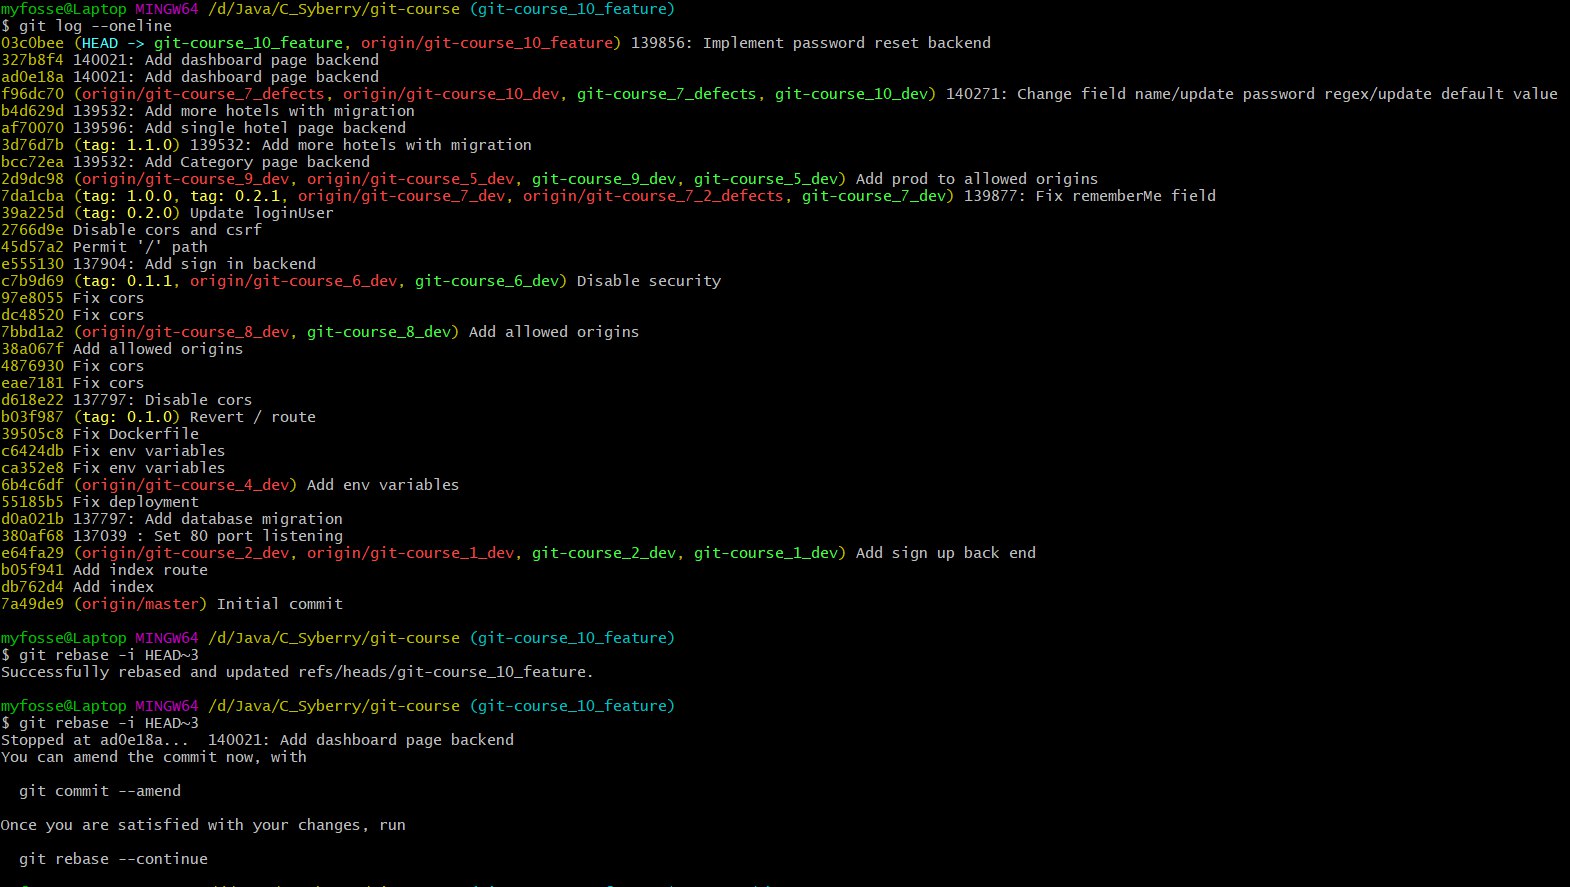 myfosse@Laptop MINGW64 /d/Java/C_Syberry/git-course (git-course_10_feature)
$ git log --oneline
03c0bee (HEAD -> git-course_10_feature, origin/git-course_10_feature) 139856: Implement password reset backend
327b8f4 140021: Add dashboard page backend
ad0e18a 140021: Add dashboard page backend
f96dc70 (origin/git-course_7_defects, origin/git-course_10_dev, git-course_7_defects, git-course_10_dev) 140271: Change field name/update password regex/update default value
b4d629d 139532: Add more hotels with migration
af70070 139596: Add single hotel page backend
3d76d7b (tag: 1.1.0) 139532: Add more hotels with migration
bcc72ea 139532: Add Category page backend
2d9dc98 (origin/git-course_9_dev, origin/git-course_5_dev, git-course_9_dev, git-course_5_dev) Add prod to allowed origins
7da1cba (tag: 1.0.0, tag: 0.2.1, origin/git-course_7_dev, origin/git-course_7_2_defects, git-course_7_dev) 139877: Fix rememberMe field
39a225d (tag: 0.2.0) Update loginUser
2766d9e Disable cors and csrf
45d57a2 Permit '/' path
e555130 137904: Add sign in backend
c7b9d69 (tag: 0.1.1, origin/git-course_6_dev, git-course_6_dev) Disable security
97e8055 Fix cors
dc48520 Fix cors
7bbd1a2 (origin/git-course_8_dev, git-course_8_dev) Add allowed origins
38a067f Add allowed origins
4876930 Fix cors
eae7181 Fix cors
d618e22 137797: Disable cors
b03f987 (tag: 0.1.0) Revert / route
39505c8 Fix Dockerfile
c6424db Fix env variables
ca352e8 Fix env variables
6b4c6df (origin/git-course_4_dev) Add env variables
55185b5 Fix deployment
d0a021b 137797: Add database migration
380af68 137039 : Set 80 port listening
e64fa29 (origin/git-course_2_dev, origin/git-course_1_dev, git-course_2_dev, git-course_1_dev) Add sign up back end
b05f941 Add index route
db762d4 Add index
7a49de9 (origin/master) Initial commit
myfosse@Laptop MINGW64 /d/Java/C_Syberry/git-course (git-course_10_feature)
$ git rebase -i HEAD~3
Successfully rebased and updated refs/heads/git-course_10_feature.
myfosse@Laptop MINGW64 /d/Java/C_Syberry/git-course (git-course_10_feature)
$ git rebase -i HEAD~3
Stopped at ad0e18a...  140021: Add dashboard page backend
You can amend the commit now, with
git commit --amend
Once you are satisfied with your changes, run
git rebase --continue